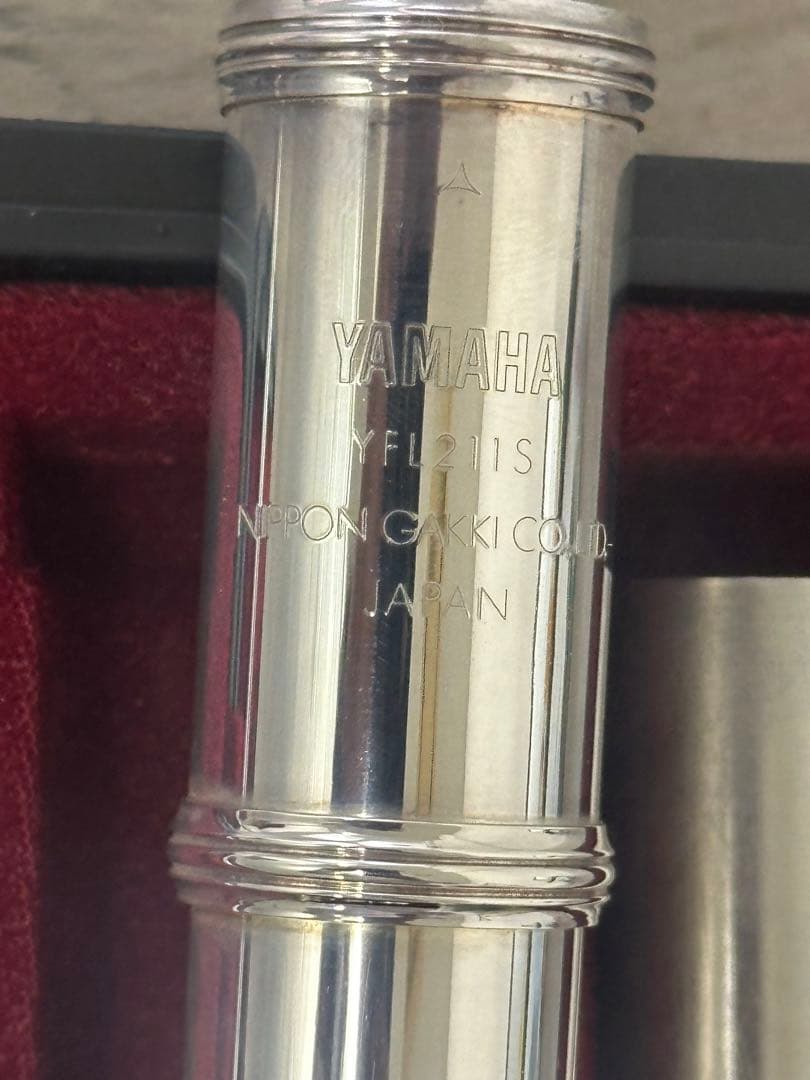 YAMAHA
YFL211S
NIPPON GAKKI CO.,LTD.
JAPAN